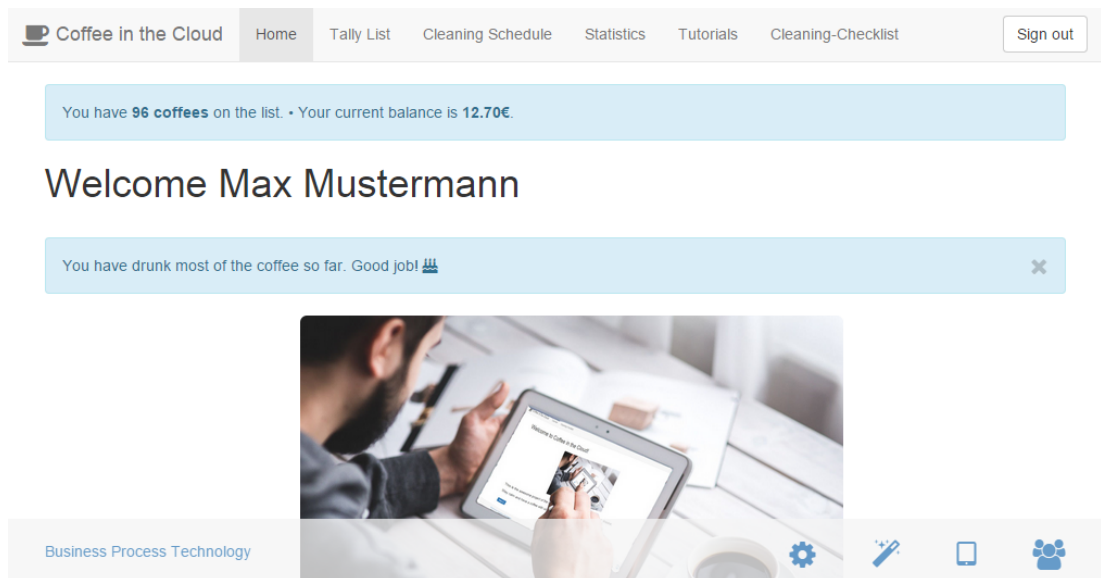 Coffee in the Cloud Home Tally List Cleaning Schedule Statistics Tutorials Cleaning-Checklist Sign out
You have 96 coffees on the list. • Your current balance is 12.70€.
Welcome Max Mustermann
You have drunk most of the coffee so far. Good job!
Welcome to Coffee in the Cloud!
Business Process Technology